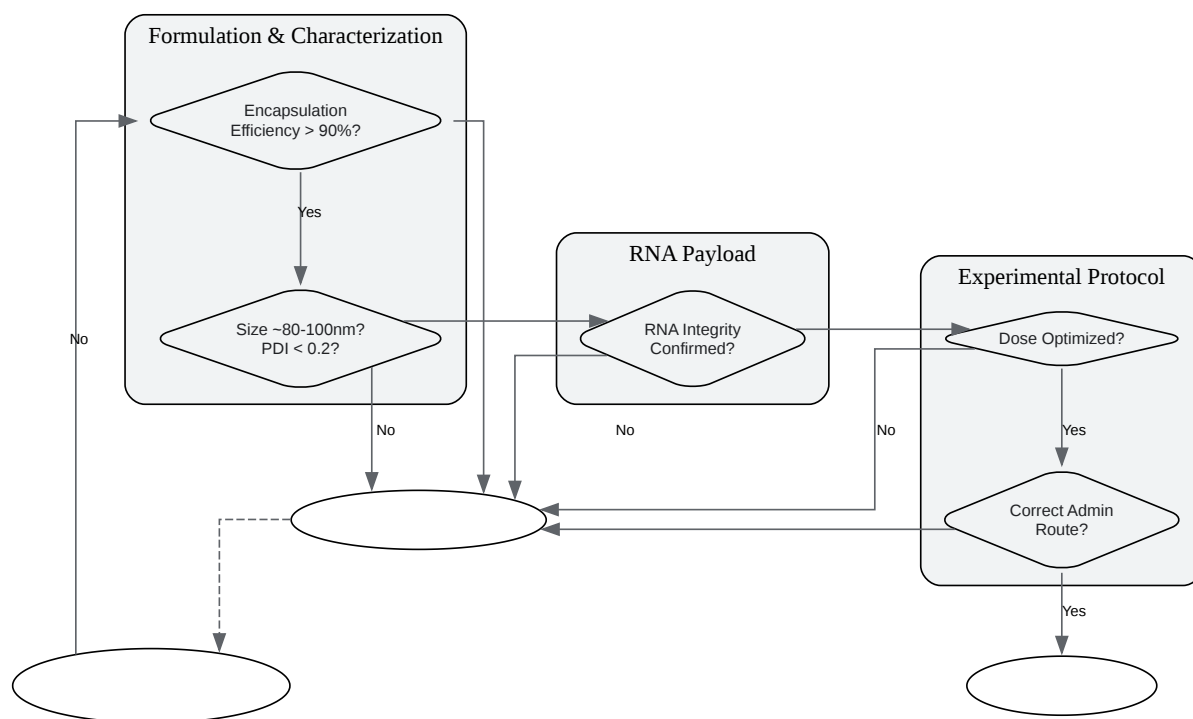 Formulation & Characterization
Encapsulation
Efficiency > 90%?
Yes
RNA Payload
Experimental Protocol
No
Size ~80-100nm?
PDI < 0.2?
RNA Integrity
Confirmed?
Dose Optimized?
No
No
No
Yes
Correct Admin
Route?
Yes